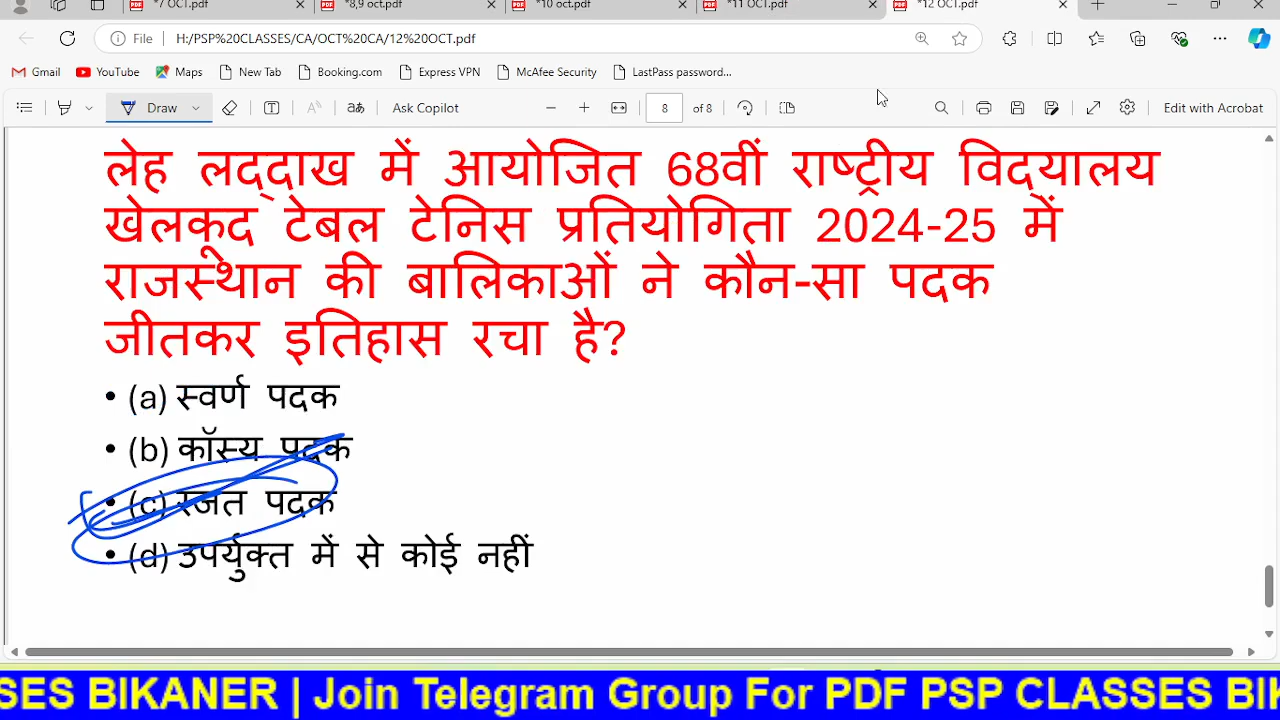 *7 OCT.pdf
*8,9 oct.pdf
*10 oct.pdf
*11 OCT.pdf
*12 OCT.pdf
File
H:/PSP%20CLASSES/CA/OCT%20CA/12%20OCT.pdf
Gmail YouTube Maps New Tab Booking.com Express VPN McAfee Security LastPass password...
Draw Ask Copilot 8 of 8 Edit with Acrobat
लेह लद्दाख में आयोजित 68वीं राष्ट्रीय विद्यालय
खेलकूद टेबल टेनिस प्रतियोगिता 2024-25 में
राजस्थान की बालिकाओं ने कौन-सा पदक
जीतकर इतिहास रचा है?
• (a) स्वर्ण पदक
• (b) कॉस्य पदक
• (c) रजत पदक
• (d) उपर्युक्त में से कोई नहीं
SES BIKANER | Join Telegram Group For PDF PSP CLASSES BIK